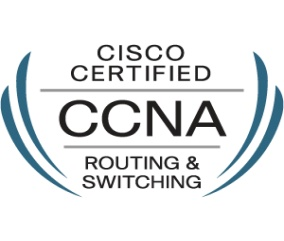 CISCO
CERTIFIED
CCNA
ROUTING &
SWITCHING